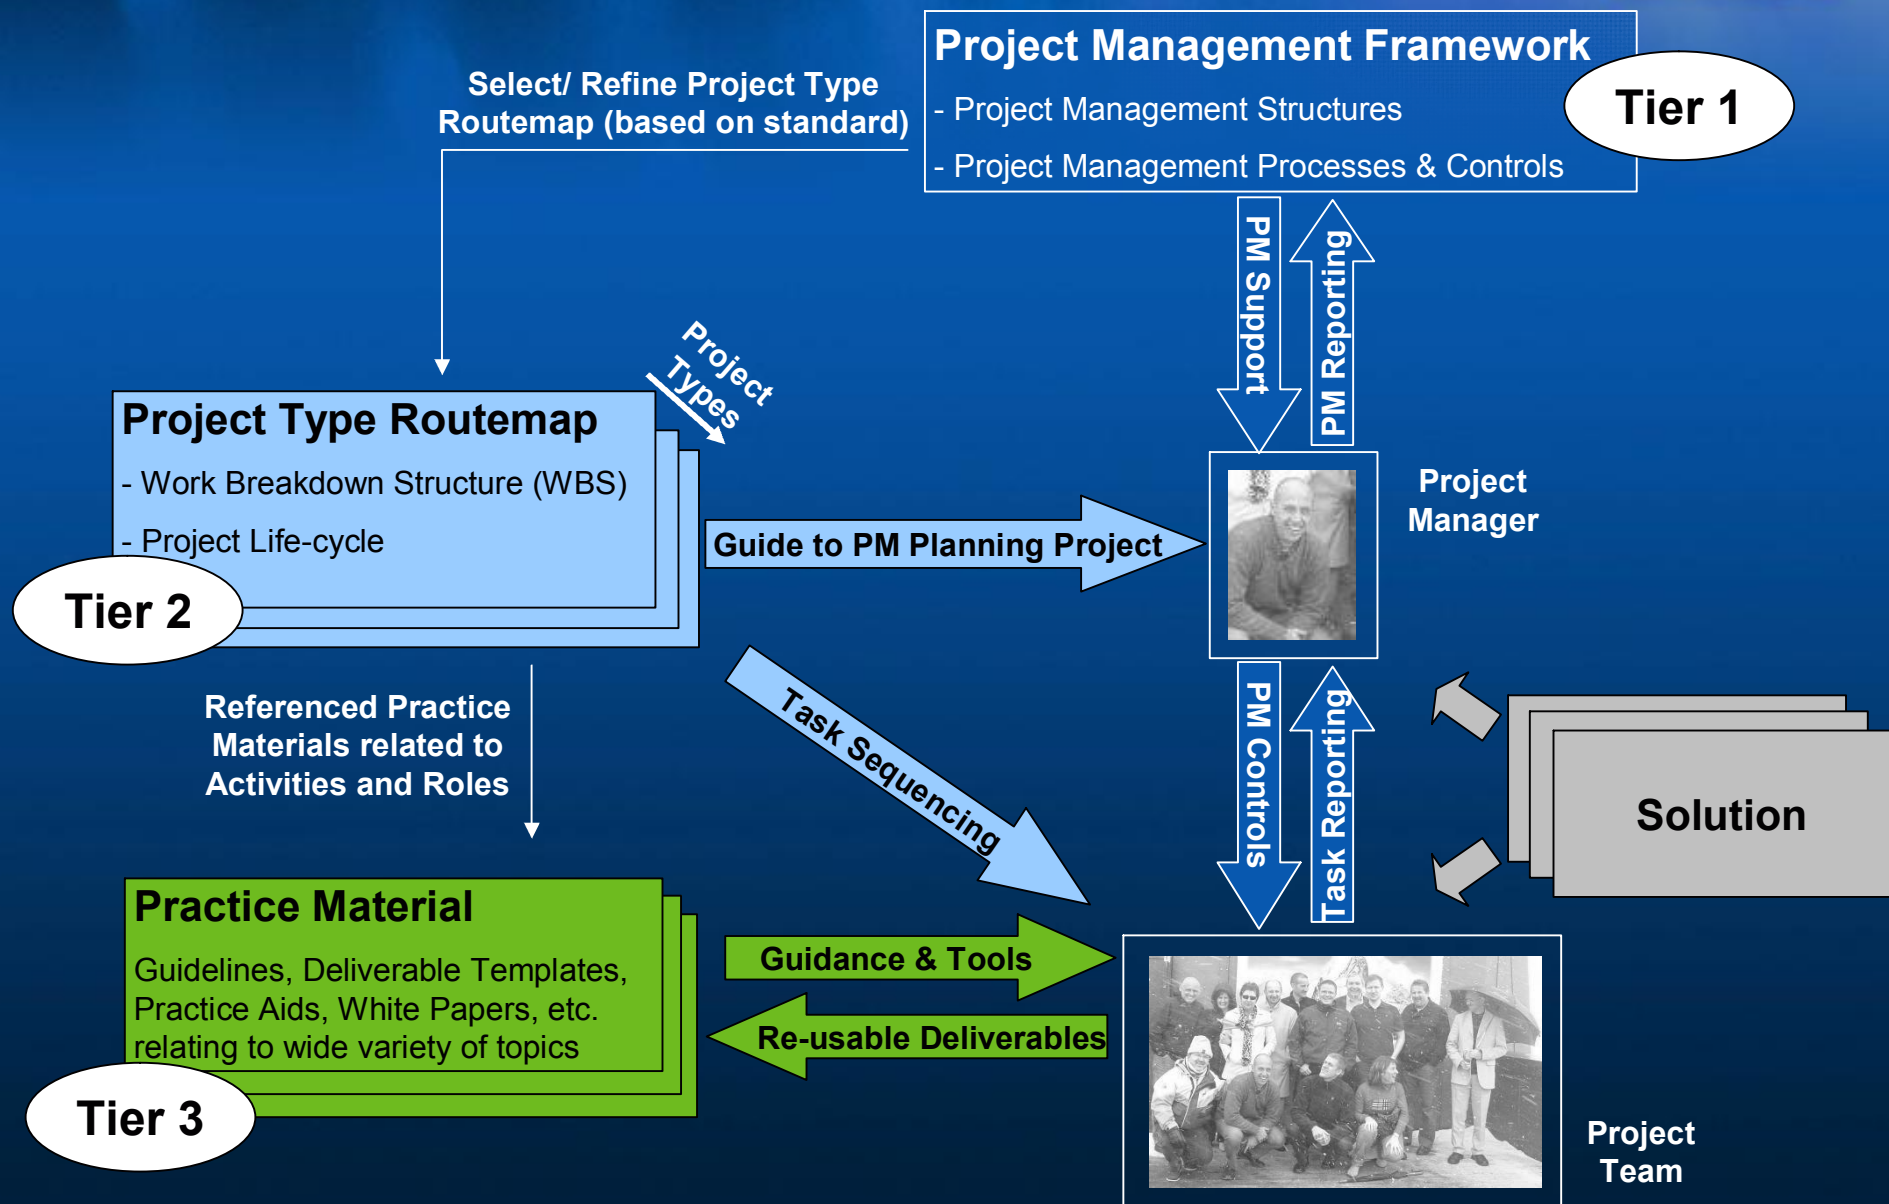 Project Management Framework
- Project Management Structures
- Project Management Processes & Controls
Tier 1
Select/ Refine Project Type
Routemap (based on standard)
PM Support
PM Reporting
Project
Types
Project Type Routemap
- Work Breakdown Structure (WBS)
- Project Life-cycle
Tier 2
Guide to PM Planning Project
Project
Manager
Referenced Practice
Materials related to
Activities and Roles
Task Sequencing
PM Controls
Task Reporting
Solution
Practice Material
Guidelines, Deliverable Templates,
Practice Aids, White Papers, etc.
relating to wide variety of topics
Tier 3
Guidance & Tools
Re-usable Deliverables
Project
Team